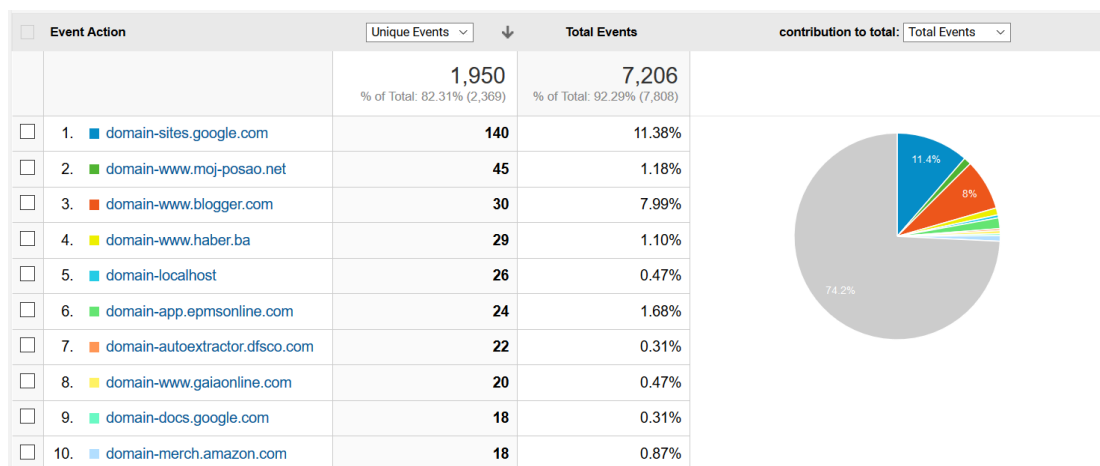 Event Action Unique Events Total Events contribution to total: Total Events
1,950 7,206
% of Total: 82.31% (2,369) % of Total: 92.29% (7,808)
1. domain-sites.google.com 140 11.38%
2. domain-www.moj-posao.net 45 1.18%
3. domain-www.blogger.com 30 7.99%
4. domain-www.haber.ba 29 1.10%
5. domain-localhost 26 0.47%
6. domain-app.epmsonline.com 24 1.68%
7. domain-autoextractor.dfsco.com 22 0.31%
8. domain-www.gaiaonline.com 20 0.47%
9. domain-docs.google.com 18 0.31%
10. domain-merch.amazon.com 18 0.87%
11.4%
8%
74.2%